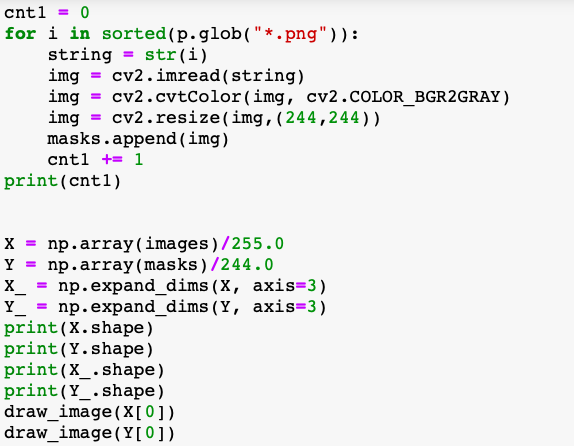 cnt1 = 0
for i in sorted(p.glob("*.png")):
    string = str(i)
    img = cv2.imread(string)
    img = cv2.cvtColor(img, cv2.COLOR_BGR2GRAY)
    img = cv2.resize(img,(244,244))
    masks.append(img)
    cnt1 += 1
print(cnt1)
X = np.array(images)/255.0
Y = np.array(masks)/244.0
X_ = np.expand_dims(X, axis=3)
Y_ = np.expand_dims(Y, axis=3)
print(X.shape)
print(Y.shape)
print(X_.shape)
print(Y_.shape)
draw_image(X[0])
draw_image(Y[0])